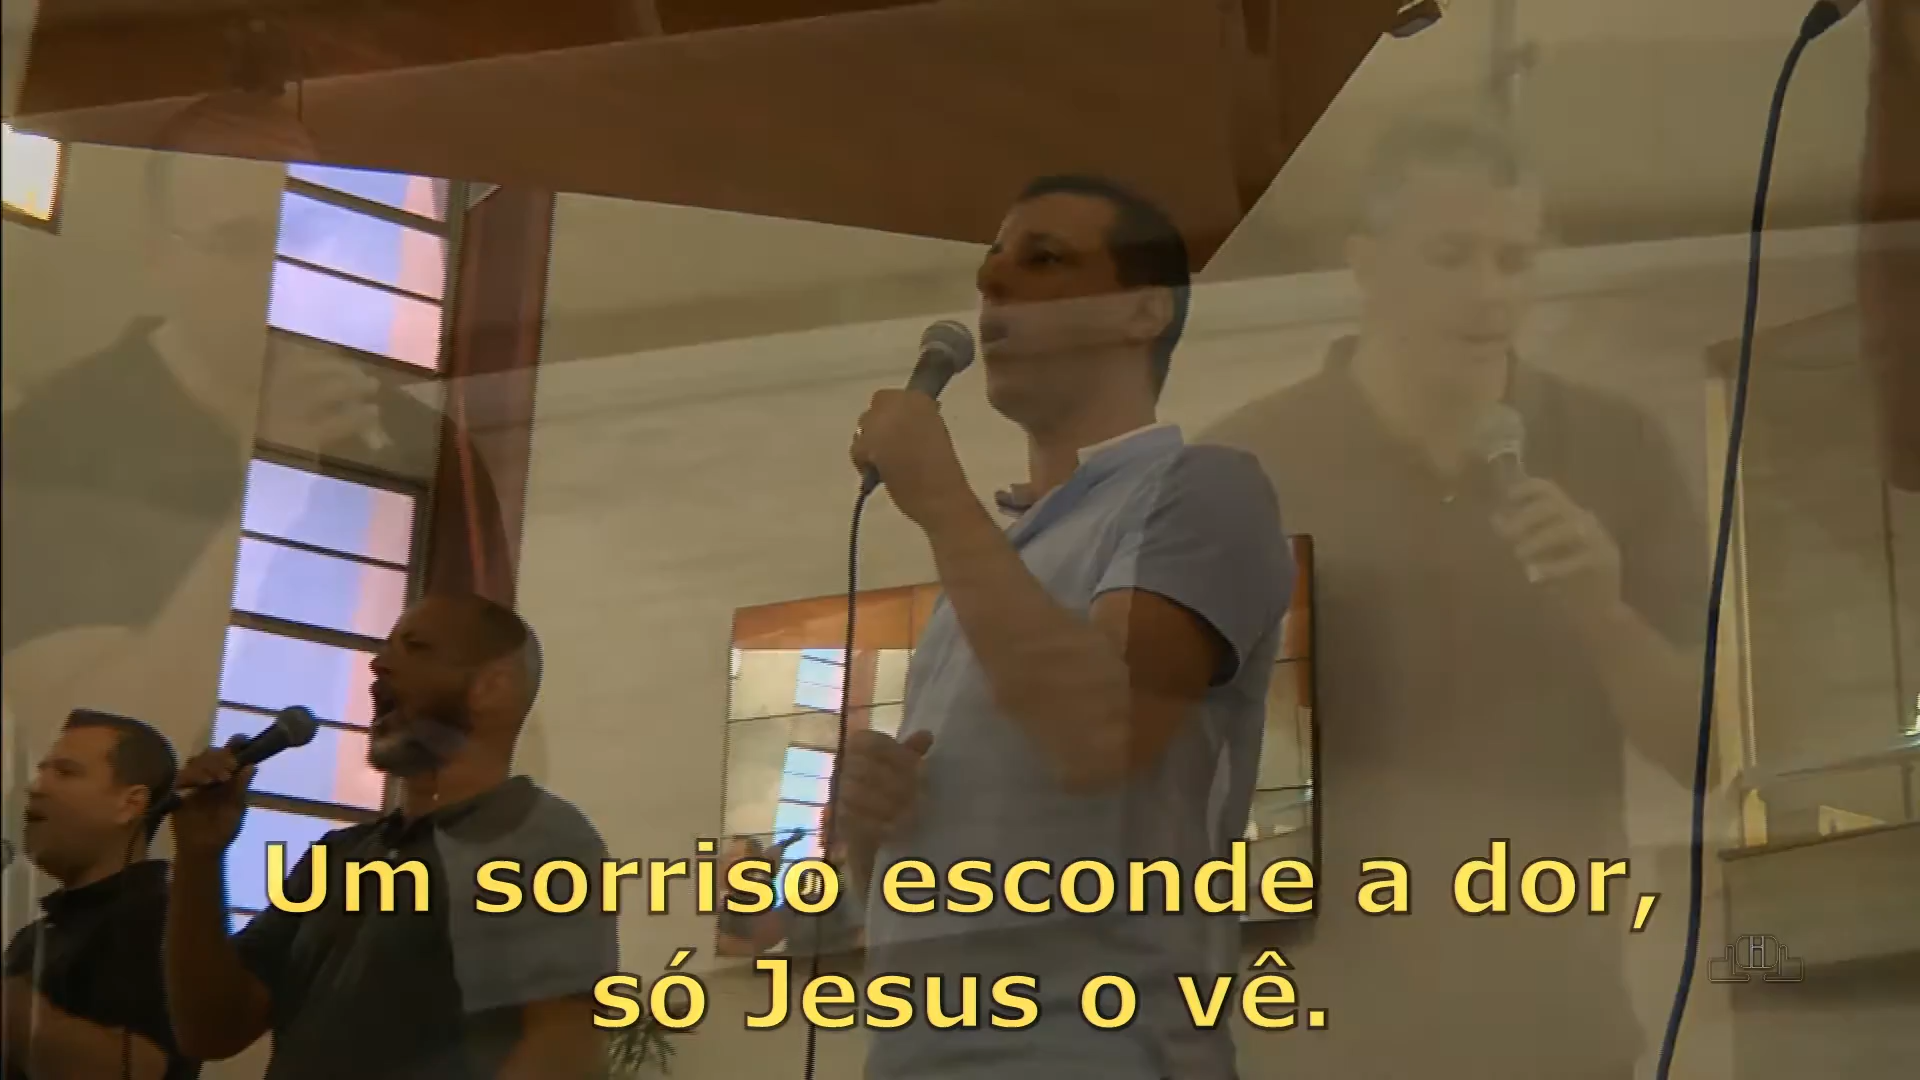 Um sorriso esconde a dor,
só Jesus o vê.